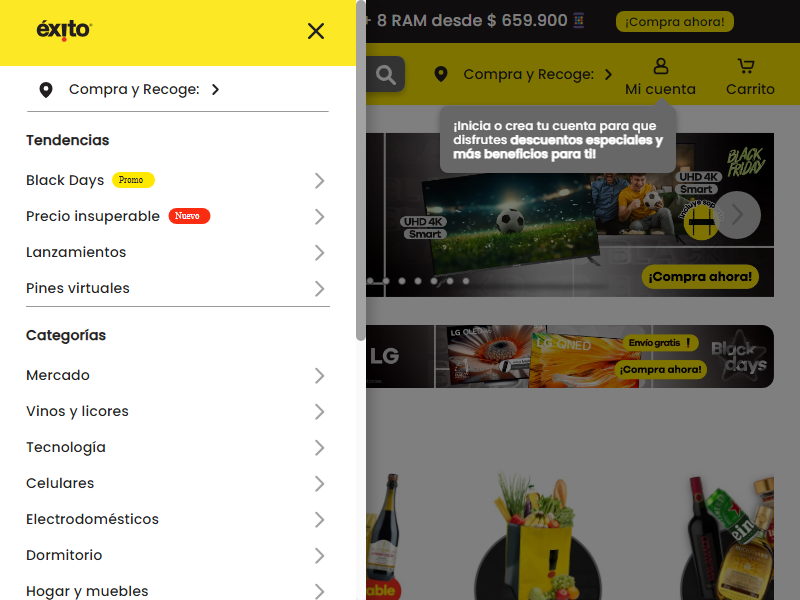 éxito
Compra y Recoge:
Tendencias
Black Days Promo
Precio insuperable Nuevo
Lanzamientos
Pines virtuales
Categorías
Mercado
Vinos y licores
Tecnología
Celulares
Electrodomésticos
Dormitorio
Hogar y muebles
+ 8 RAM desde $ 659.900
¡Compra ahora!
Compra y Recoge:
Mi cuenta
Carrito
¡Inicia o crea tu cuenta para que
disfrutes descuentos especiales y
más beneficios para ti!
BLACK
FRIDAY
UHD 4K
Smart
UHD 4K
Smart
¡Compra ahora!
LG
LG QNED
Envío gratis !
¡Compra ahora!
Black
days